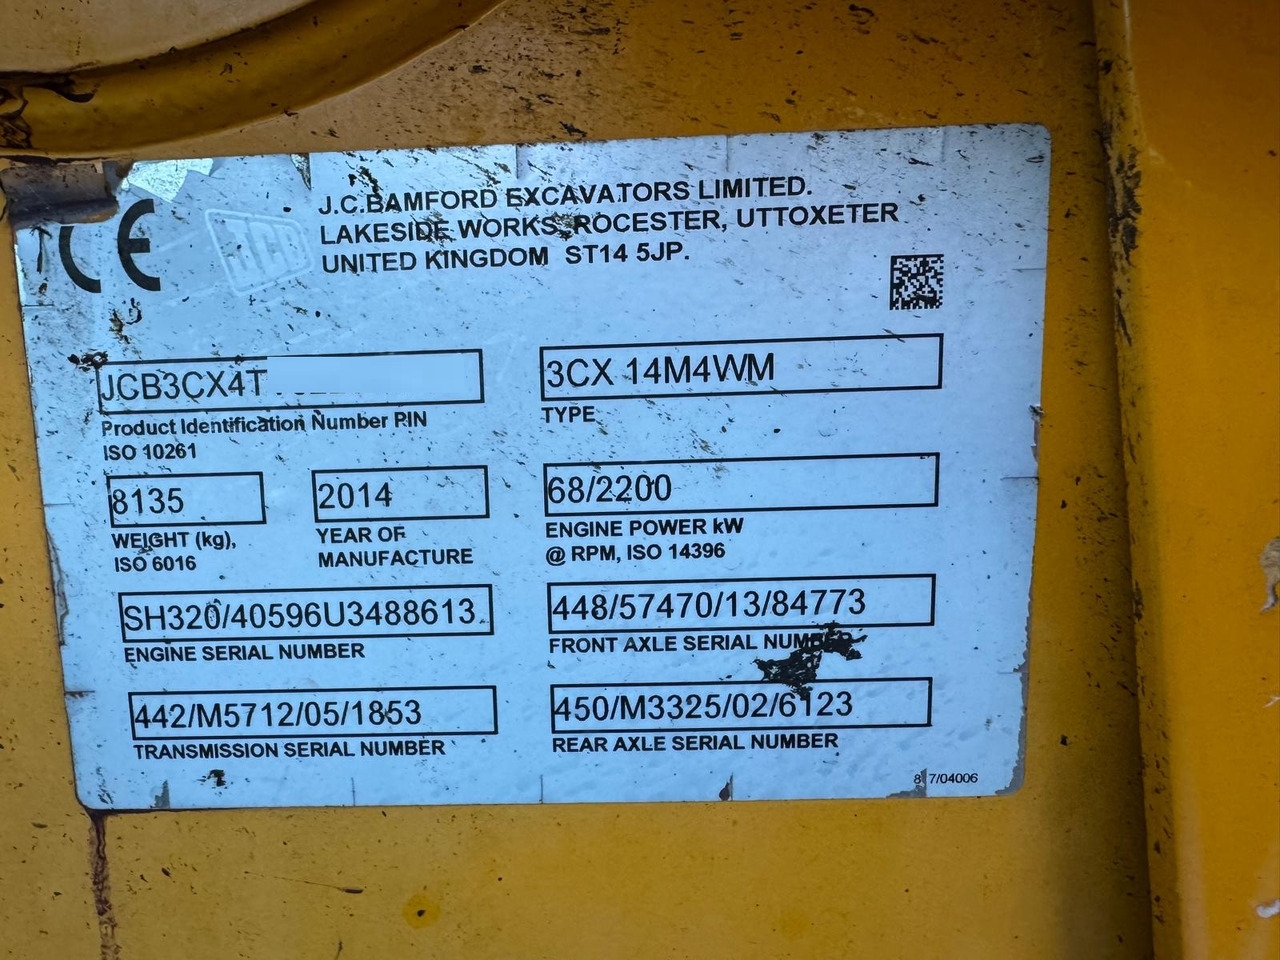 CE
JCB
J.C.BAMFORD EXCAVATORS LIMITED.
LAKESIDE WORKS, ROCESTER, UTTOXETER
UNITED KINGDOM ST14 5JP.
JCB3CX4T
Product Identification Number PIN
ISO 10261
3CX 14M4WM
TYPE
8135
WEIGHT (kg),
ISO 6016
2014
YEAR OF
MANUFACTURE
68/2200
ENGINE POWER kW
@ RPM, ISO 14396
SH320/40596U3488613
ENGINE SERIAL NUMBER
448/57470/13/84773
FRONT AXLE SERIAL NUMBER
442/M5712/05/1853
TRANSMISSION SERIAL NUMBER
450/M3325/02/6123
REAR AXLE SERIAL NUMBER